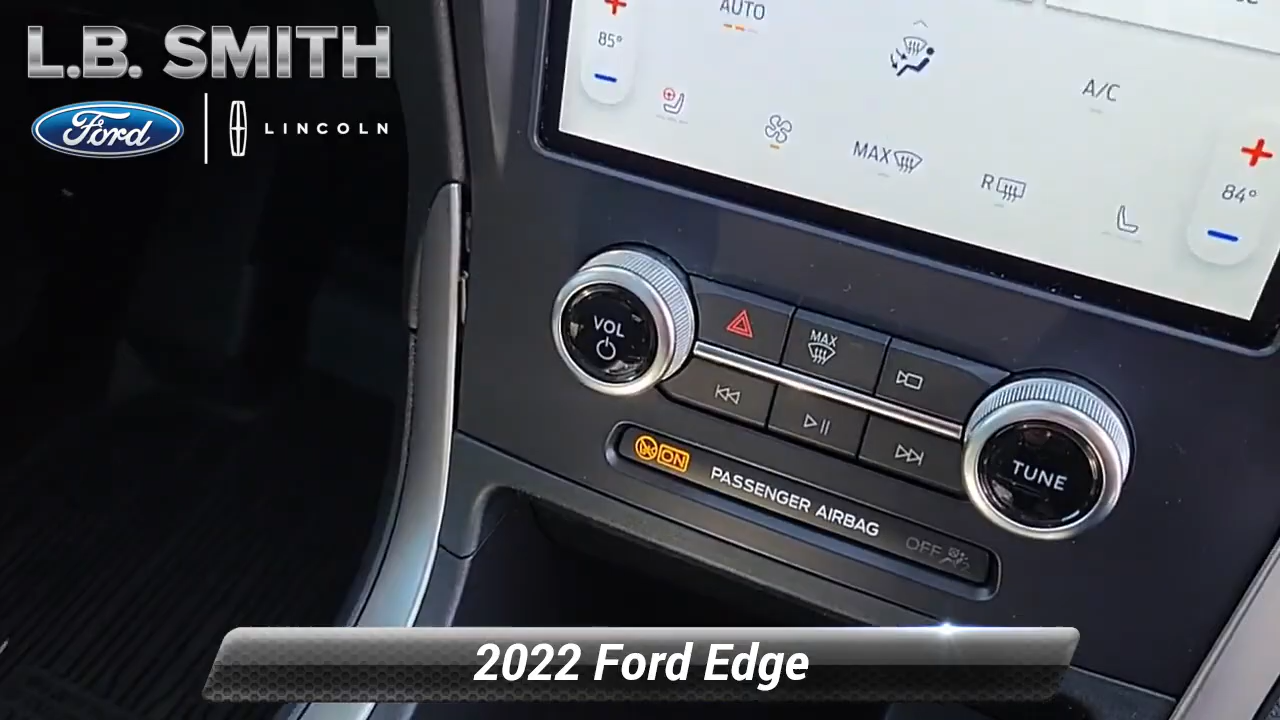 L.B. SMITH
Ford
LINCOLN
AUTO
85°
A/C
MAX
R
84°
VOL
MAX
TUNE
ON
PASSENGER AIRBAG
OFF
2022 Ford Edge